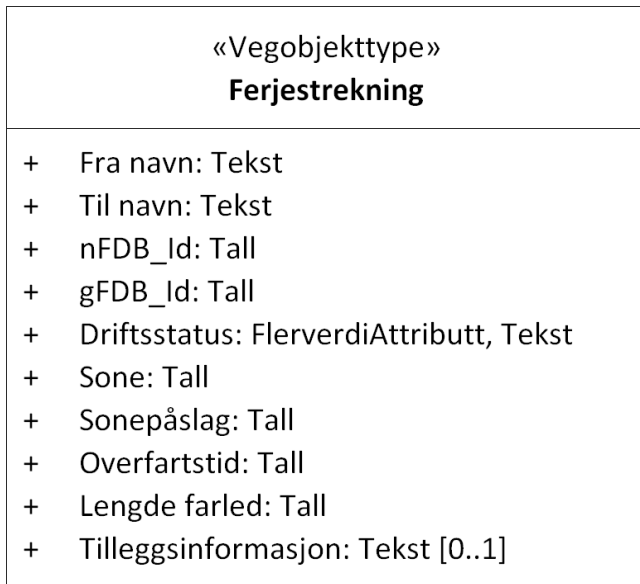 «Vegobjekttype»
Ferjestrekning
+ Fra navn: Tekst
+ Til navn: Tekst
+ nFDB_Id: Tall
+ gFDB_Id: Tall
+ Driftsstatus: FlerverdiAttributt, Tekst
+ Sone: Tall
+ Sonepåslag: Tall
+ Overfartstid: Tall
+ Lengde farled: Tall
+ Tilleggsinformasjon: Tekst [0..1]